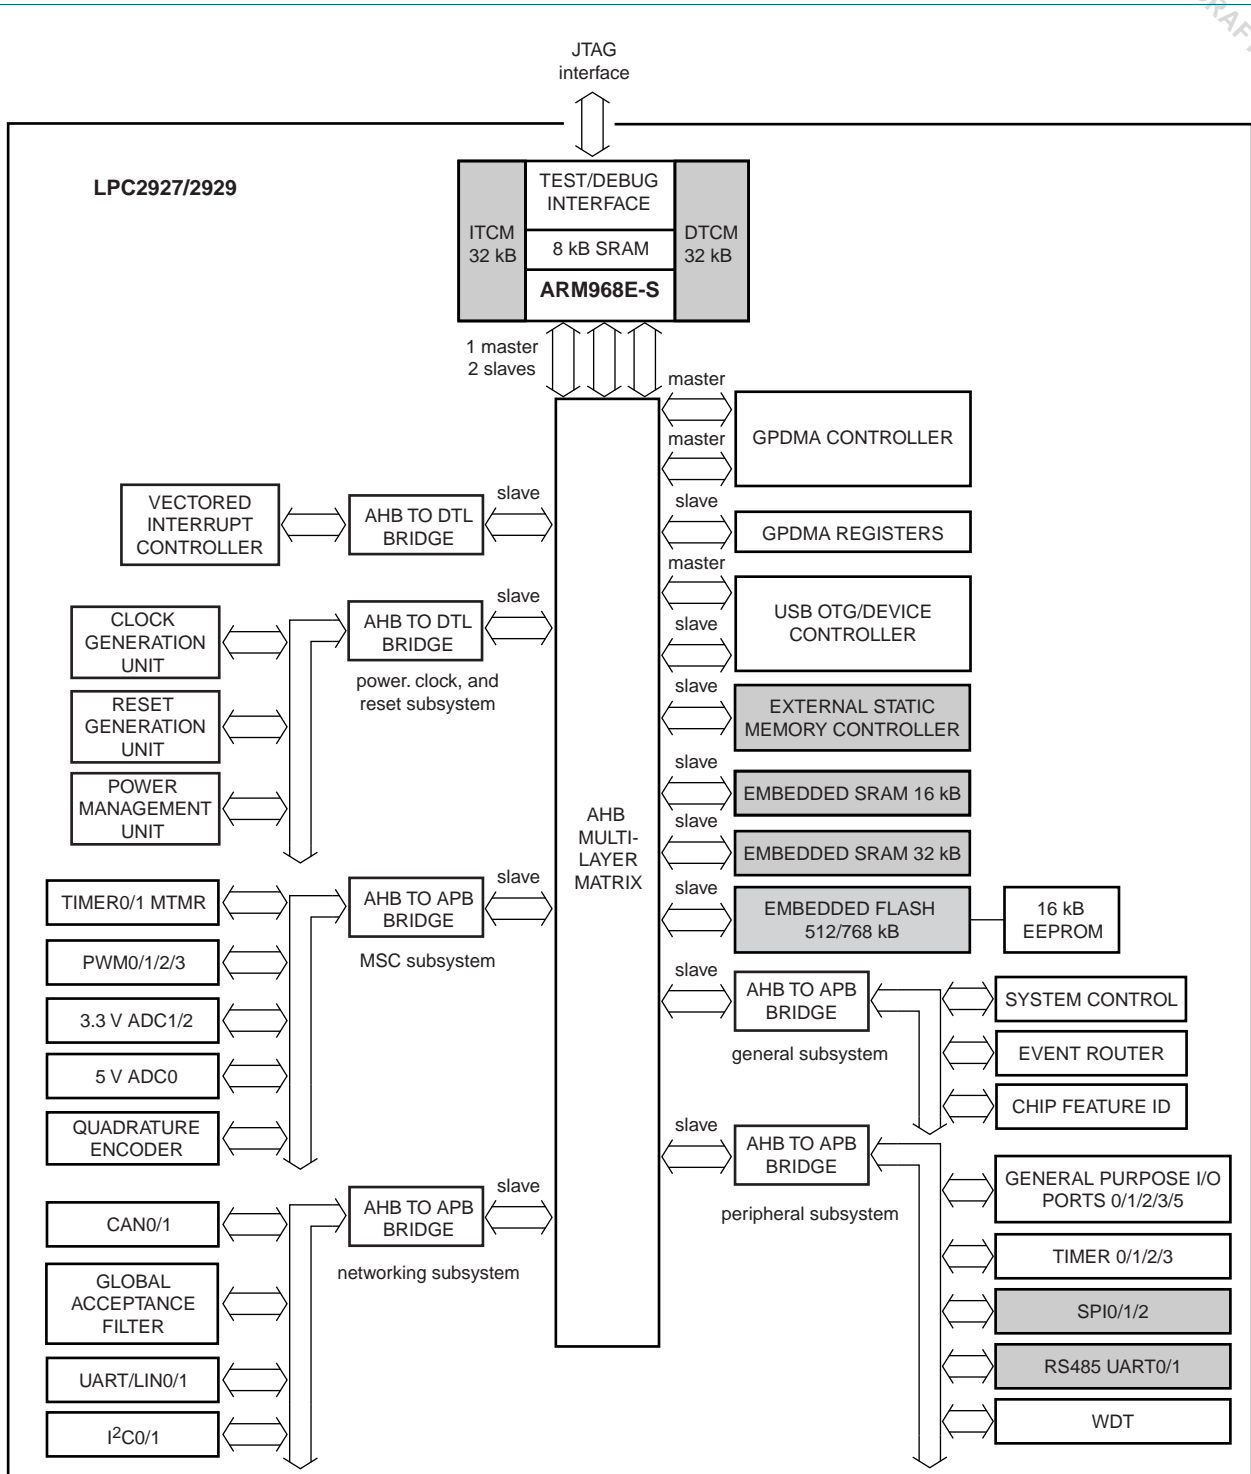 DRAFT
JTAG
interface
LPC2927/2929
ITCM
32 kB
TEST/DEBUG
INTERFACE
8 kB SRAM
ARM968E-S
DTCM
32 kB
1 master
2 slaves
master
GPDMA CONTROLLER
master
slave
GPDMA REGISTERS
master
USB OTG/DEVICE
CONTROLLER
slave
slave
EXTERNAL STATIC
MEMORY CONTROLLER
slave
EMBEDDED SRAM 16 kB
slave
EMBEDDED SRAM 32 kB
slave
EMBEDDED FLASH
512/768 kB
16 kB
EEPROM
slave
AHB TO APB
BRIDGE
general subsystem
SYSTEM CONTROL
EVENT ROUTER
CHIP FEATURE ID
slave
AHB TO APB
BRIDGE
peripheral subsystem
GENERAL PURPOSE I/O
PORTS 0/1/2/3/5
TIMER 0/1/2/3
SPI0/1/2
RS485 UART0/1
WDT
AHB
MULTI-
LAYER
MATRIX
VECTORED
INTERRUPT
CONTROLLER
AHB TO DTL
BRIDGE
slave
CLOCK
GENERATION
UNIT
RESET
GENERATION
UNIT
POWER
MANAGEMENT
UNIT
AHB TO DTL
BRIDGE
slave
power. clock, and
reset subsystem
TIMER0/1 MTMR
PWM0/1/2/3
3.3 V ADC1/2
5 V ADC0
QUADRATURE
ENCODER
AHB TO APB
BRIDGE
slave
MSC subsystem
CAN0/1
GLOBAL
ACCEPTANCE
FILTER
UART/LIN0/1
I2C0/1
AHB TO APB
BRIDGE
slave
networking subsystem